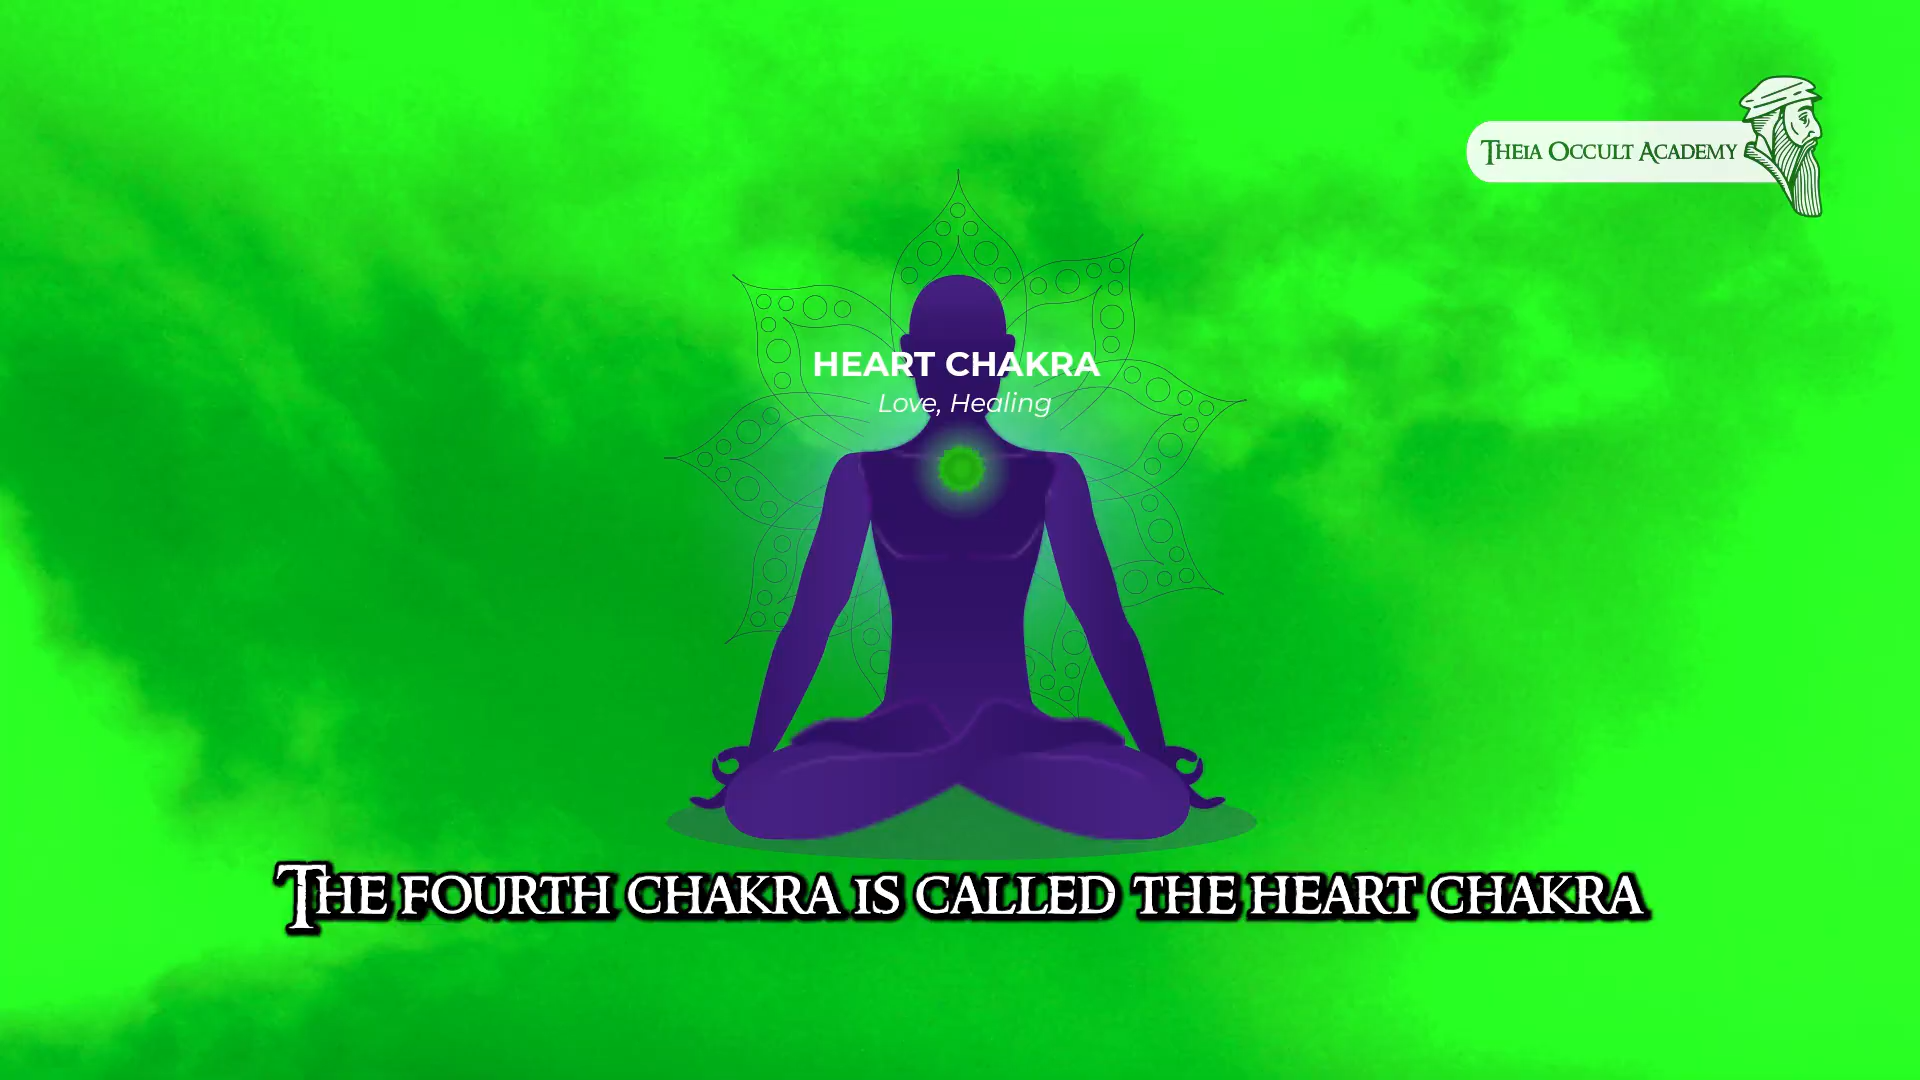 Theia Occult Academy
HEART CHAKRA
Love, Healing
The fourth chakra is called the heart chakra